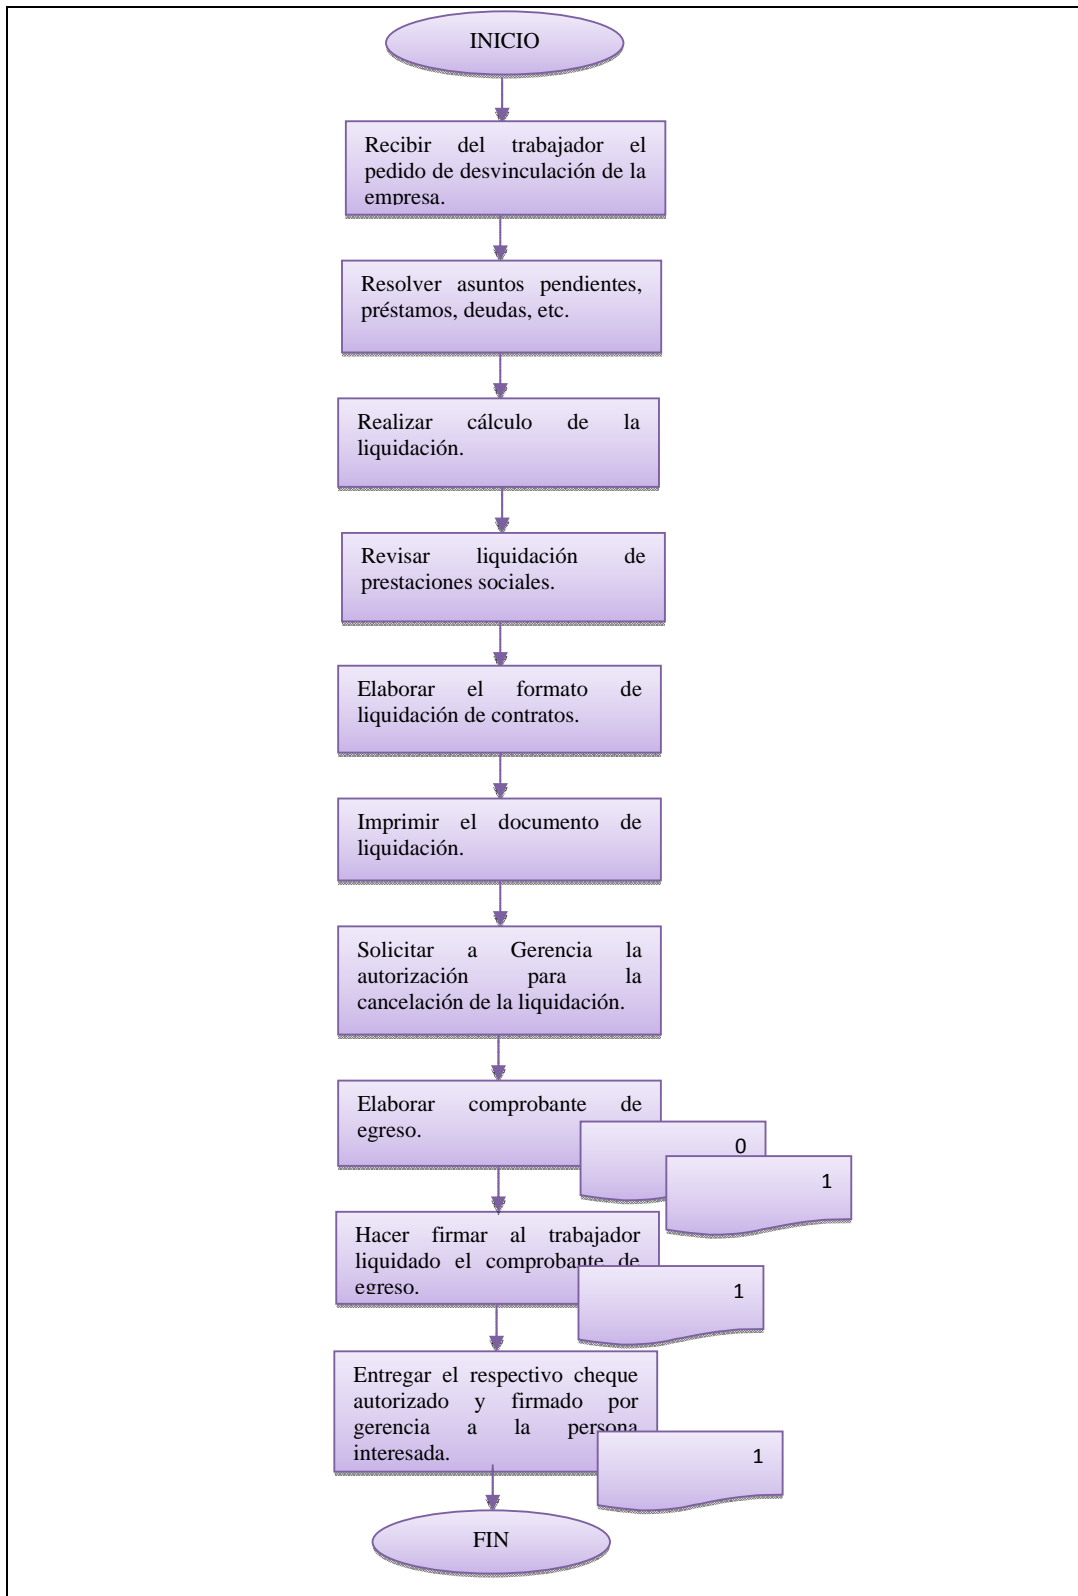 INICIO
Recibir del trabajador el
pedido de desvinculación de la
empresa.
Resolver asuntos pendientes,
préstamos, deudas, etc.
Realizar cálculo de la
liquidación.
Revisar liquidación de
prestaciones sociales.
Elaborar el formato de
liquidación de contratos.
Imprimir el documento de
liquidación.
Solicitar a Gerencia la
autorización para la
cancelación de la liquidación.
Elaborar comprobante de
egreso.
0
1
Hacer firmar al trabajador
liquidado el comprobante de
egreso.
1
Entregar el respectivo cheque
autorizado y firmado por
gerencia a la persona
interesada.
1
FIN